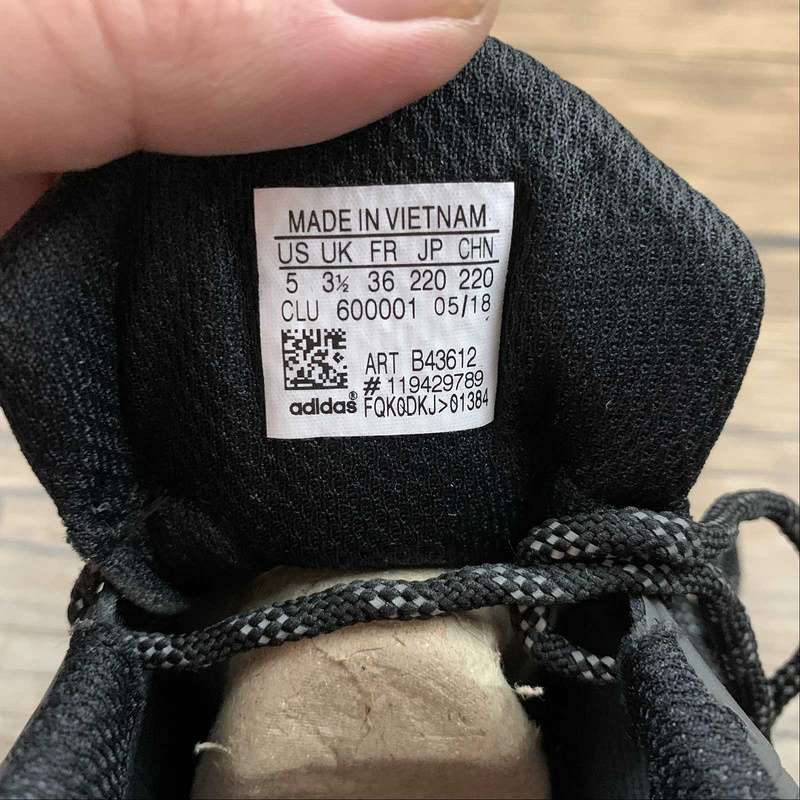 MADE IN VIETNAM
US UK FR JP CHN
5 3½ 36 220 220
CLU 600001 05/18
ART B43612
# 119429789
adidas® FQK0DKJ>01384